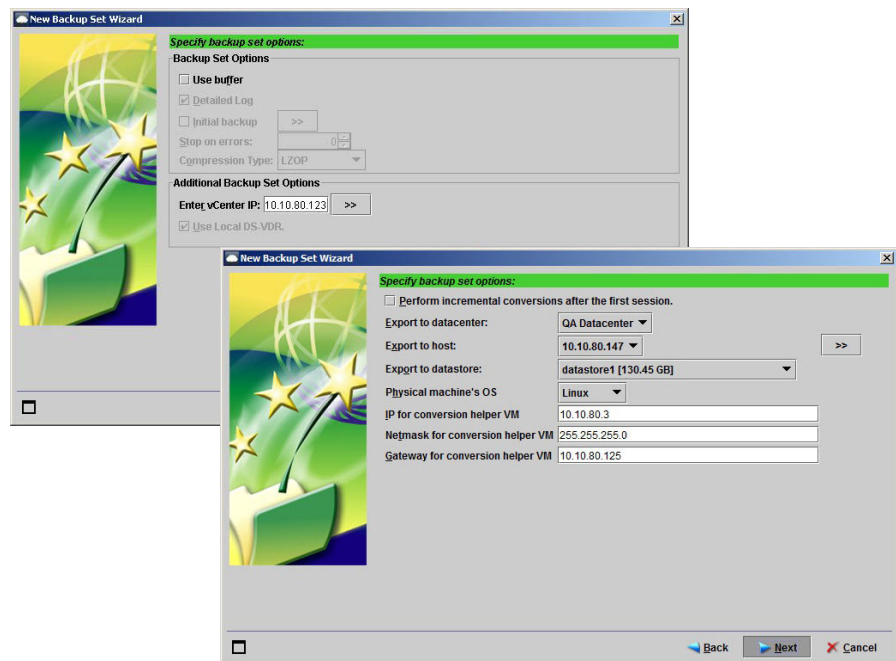 New Backup Set Wizard
Specify backup set options:
Backup Set Options
Use buffer
Detailed Log
Initial backup >>
Stop on errors: 0
Compression Type: LZOP
Additional Backup Set Options
Enter vCenter IP: 10.10.80.123 >>
Use Local DS-VDR.
New Backup Set Wizard
Specify backup set options:
Perform incremental conversions after the first session.
Export to datacenter: QA Datacenter
Export to host: 10.10.80.147 >>
Export to datastore: datastore1 [130.45 GB]
Physical machine's OS Linux
IP for conversion helper VM 10.10.80.3
Netmask for conversion helper VM 255.255.255.0
Gateway for conversion helper VM 10.10.80.125
Back Next Cancel